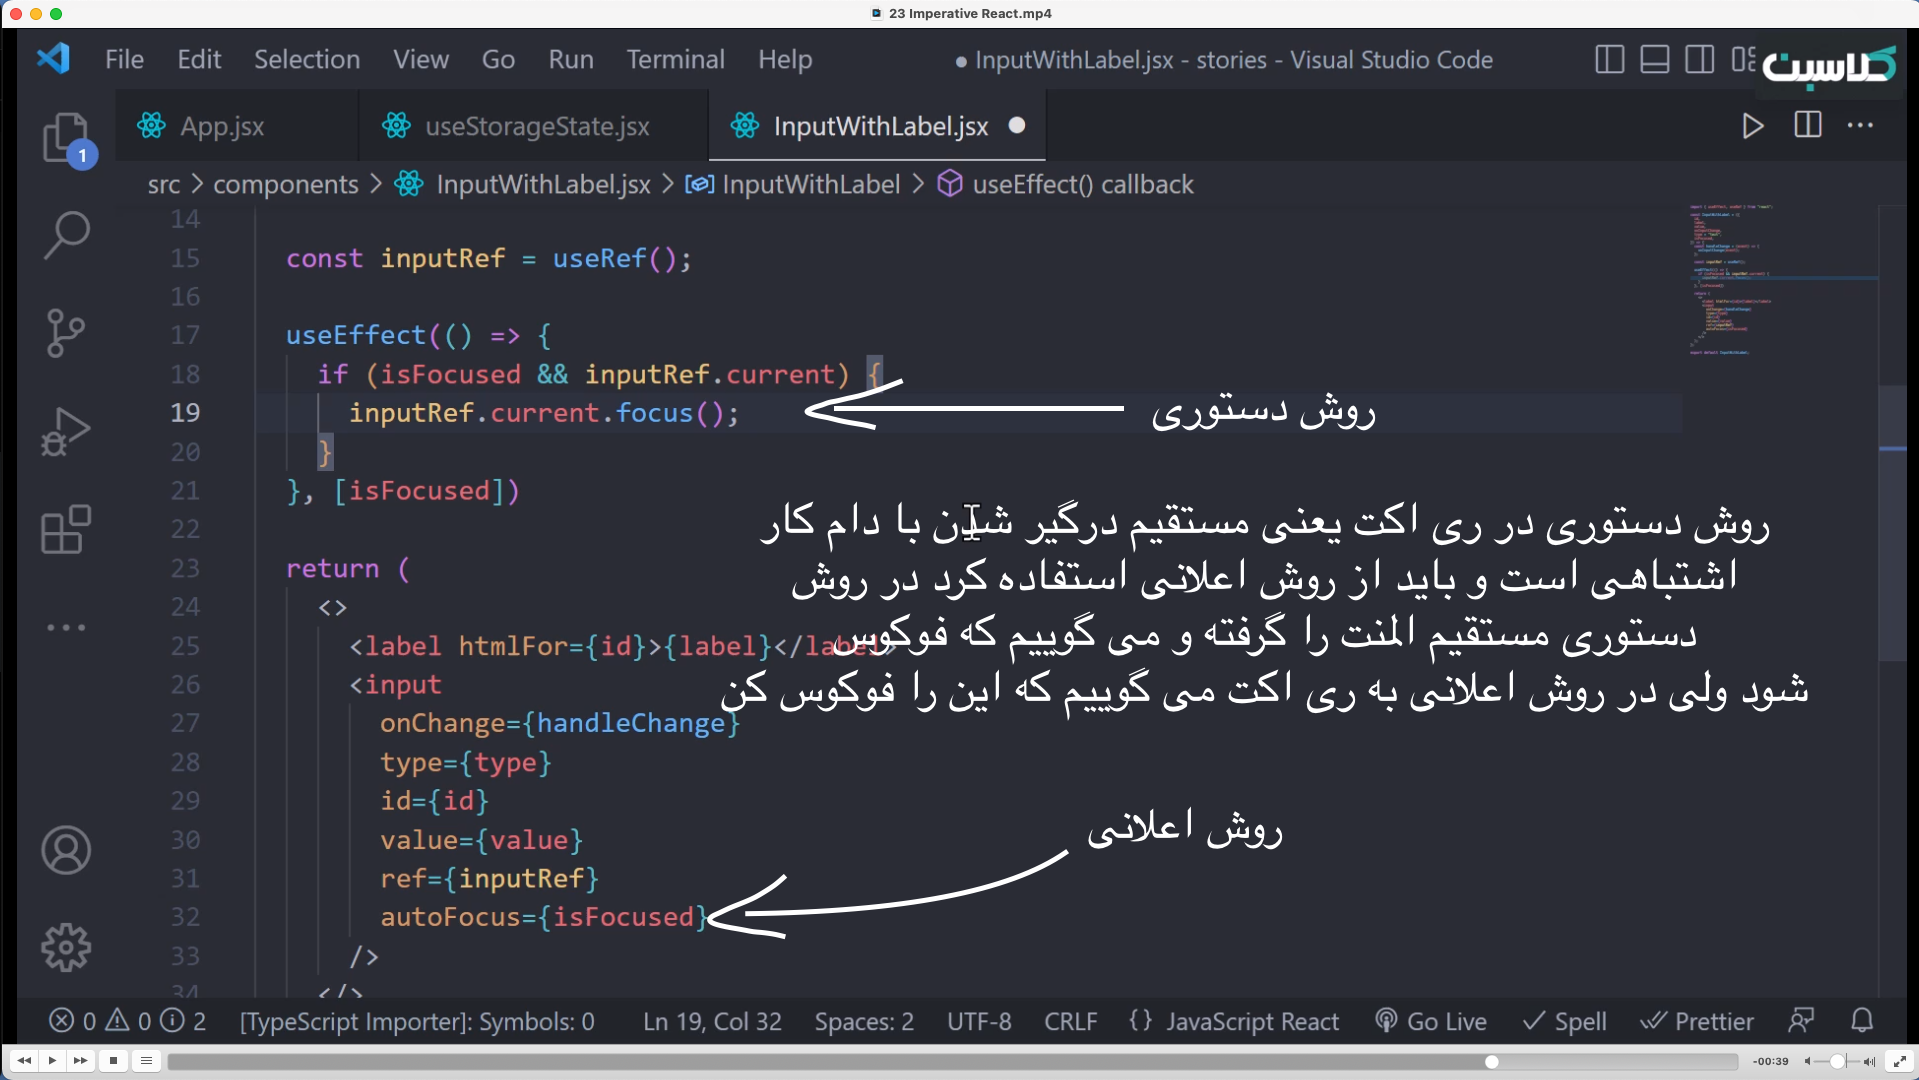 23 Imperative React.mp4
File Edit Selection View Go Run Terminal Help
● InputWithLabel.jsx - stories - Visual Studio Code
کلاسبت
App.jsx
useStorageState.jsx
InputWithLabel.jsx ●
1
src > components > InputWithLabel.jsx > InputWithLabel > useEffect() callback
14
15 const inputRef = useRef();
16
17 useEffect(() => {
18 if (isFocused && inputRef.current) {
19 inputRef.current.focus();
روش دستوری
20 }
21 }, [isFocused])
22
روش دستوری در ری اکت یعنی مستقیم درگیر شدن با دام کار
اشتباهی است و باید از روش اعلانی استفاده کرد در روش
دستوری مستقیم المنت را گرفته و می گوییم که فوکوس
شود ولی در روش اعلانی به ری اکت می گوییم که این را فوکوس کن
23 return (
24 <>
25 <label htmlFor={id}>{label}</label>
26 <input
27 onChange={handleChange}
28 type={type}
29 id={id}
30 value={value}
روش اعلانی
31 ref={inputRef}
32 autoFocus={isFocused}
33 />
34 </>
0 0 2 [TypeScript Importer]: Symbols: 0 Ln 19, Col 32 Spaces: 2 UTF-8 CRLF {} JavaScript React Go Live Spell Prettier
-00:39